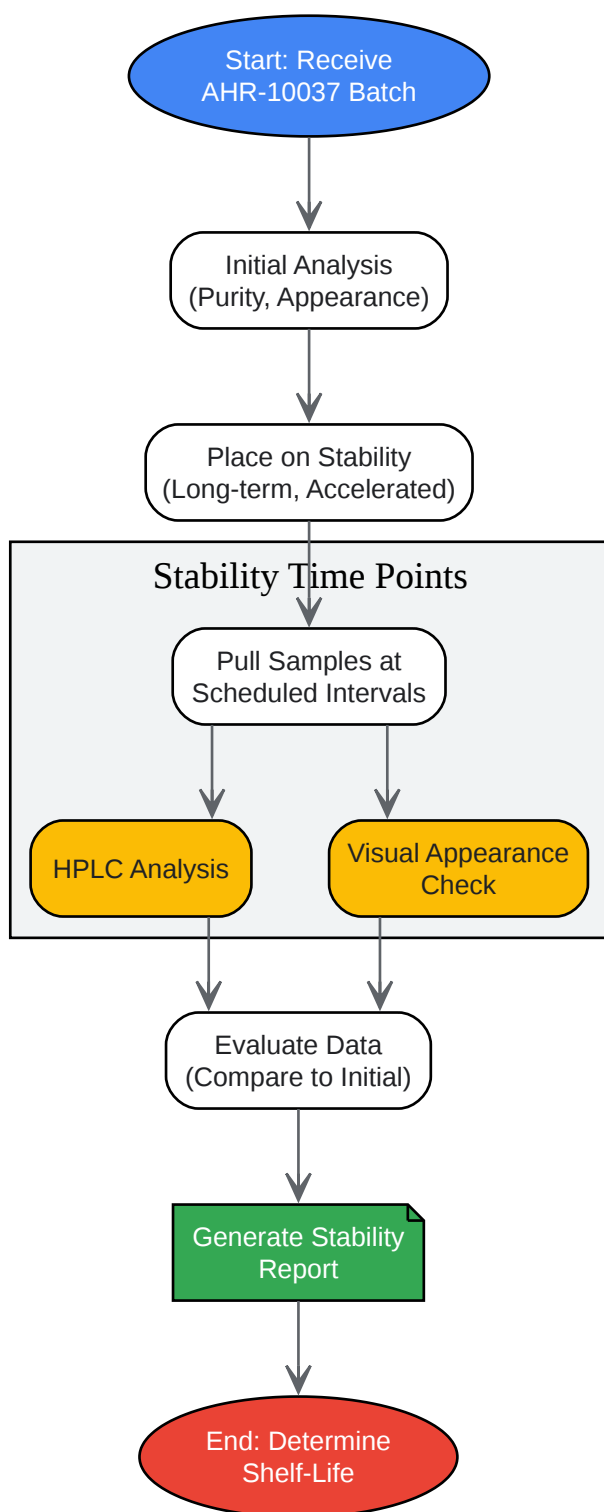 Start: Receive
AHR-10037 Batch
Initial Analysis
(Purity, Appearance)
Place on Stability
(Long-term, Accelerated)
Stability Time Points
Pull Samples at
Scheduled Intervals
HPLC Analysis
Visual Appearance
Check
Evaluate Data
(Compare to Initial)
Generate Stability
Report
End: Determine
Shelf-Life